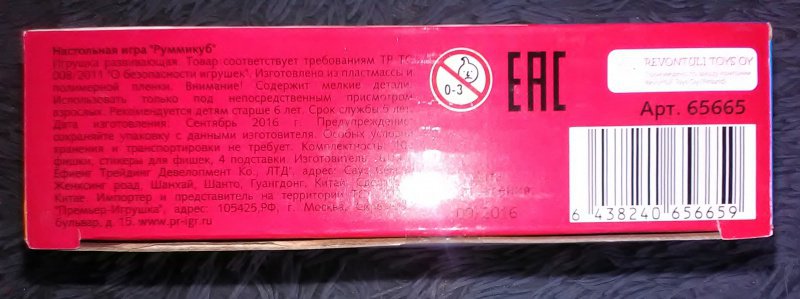 Настольная игра "Руммикуб"
Игрушка развивающая. Товар соответствует требованиям ТР ТС
008/2011 "О безопасности игрушек". Изготовлено из пластмассы и
полимерной пленки. Внимание! Содержит мелкие детали.
Использовать только под непосредственным присмотром
взрослых. Рекомендуется детям старше 6 лет. Срок службы 5 лет.
Дата изготовления: Сентябрь 2016 г. Предупреждение:
сохраняйте упаковку с данными изготовителя. Особых условий
хранения и транспортировки не требует. Комплектность:
фишки, стикеры для фишек, 4 подставки Изготовитель:
Ефиенг Трейдинг Девелопмент Ко., ЛТД", адрес: Саус
Женксинг роад, Шанхай, Шанто, Гуангдонг, Китай.
Китае Импортер и представитель на территории
"Премьер-Игрушка", адрес: 105425,РФ, г. Москва,
бульвар, д. 15. www.pr-igr.ru
0-3
EAC
REVONTULI TOYS OY
Арт. 65665
2016
6 438240 656659